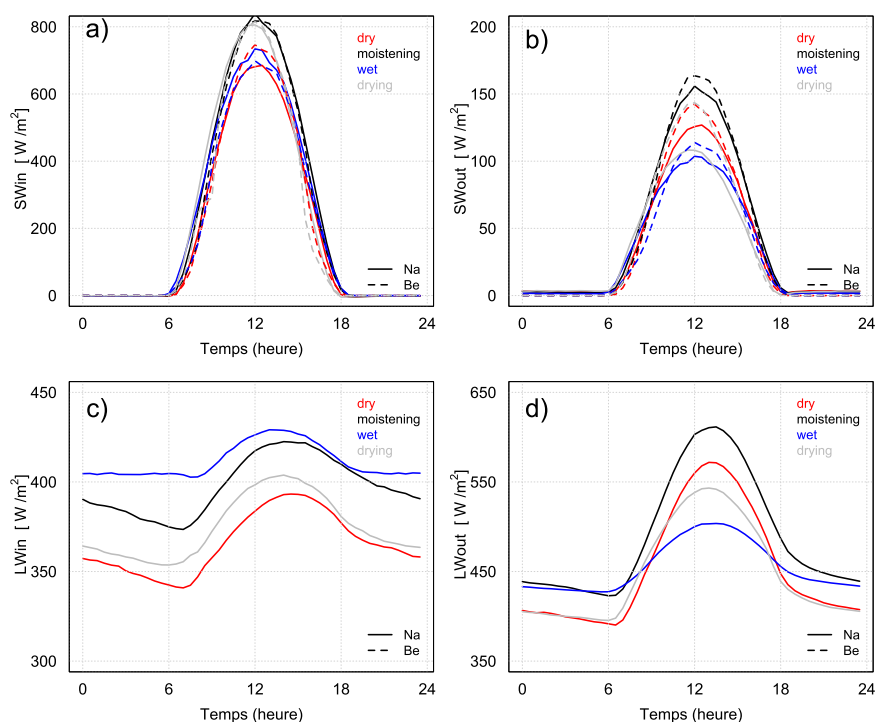 a)
dry
moistening
wet
drying
SWin [ W /m²]
800
600
400
200
0
Na
Be
0 6 12 18 24
Temps (heure)
b)
dry
moistening
wet
drying
SWout [ W /m²]
200
150
100
50
0
Na
Be
0 6 12 18 24
Temps (heure)
c)
dry
moistening
wet
drying
LWin [ W /m²]
450
400
350
300
Na
Be
0 6 12 18 24
Temps (heure)
d)
dry
moistening
wet
drying
LWout [ W /m²]
650
550
450
350
Na
Be
0 6 12 18 24
Temps (heure)